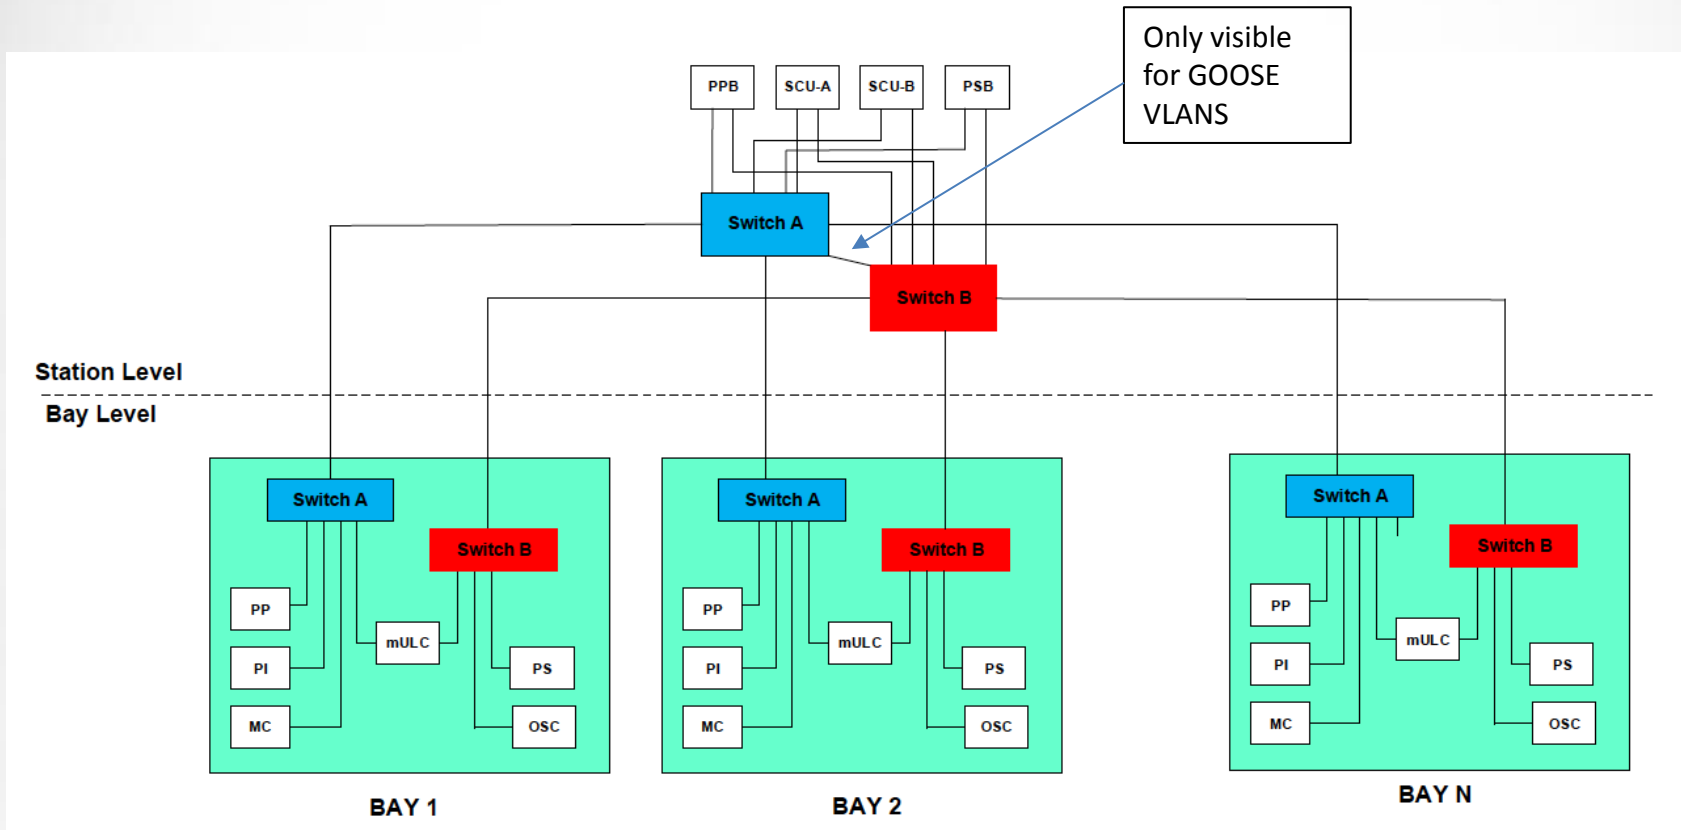 Only visible
for GOOSE
VLANS
PPB
SCU-A
SCU-B
PSB
Switch A
Switch B
Station Level
Bay Level
Switch A
Switch B
PP
mULC
PI
PS
MC
OSC
BAY 1
Switch A
Switch B
PP
mULC
PI
PS
MC
OSC
BAY 2
Switch A
Switch B
PP
mULC
PI
PS
MC
OSC
BAY N